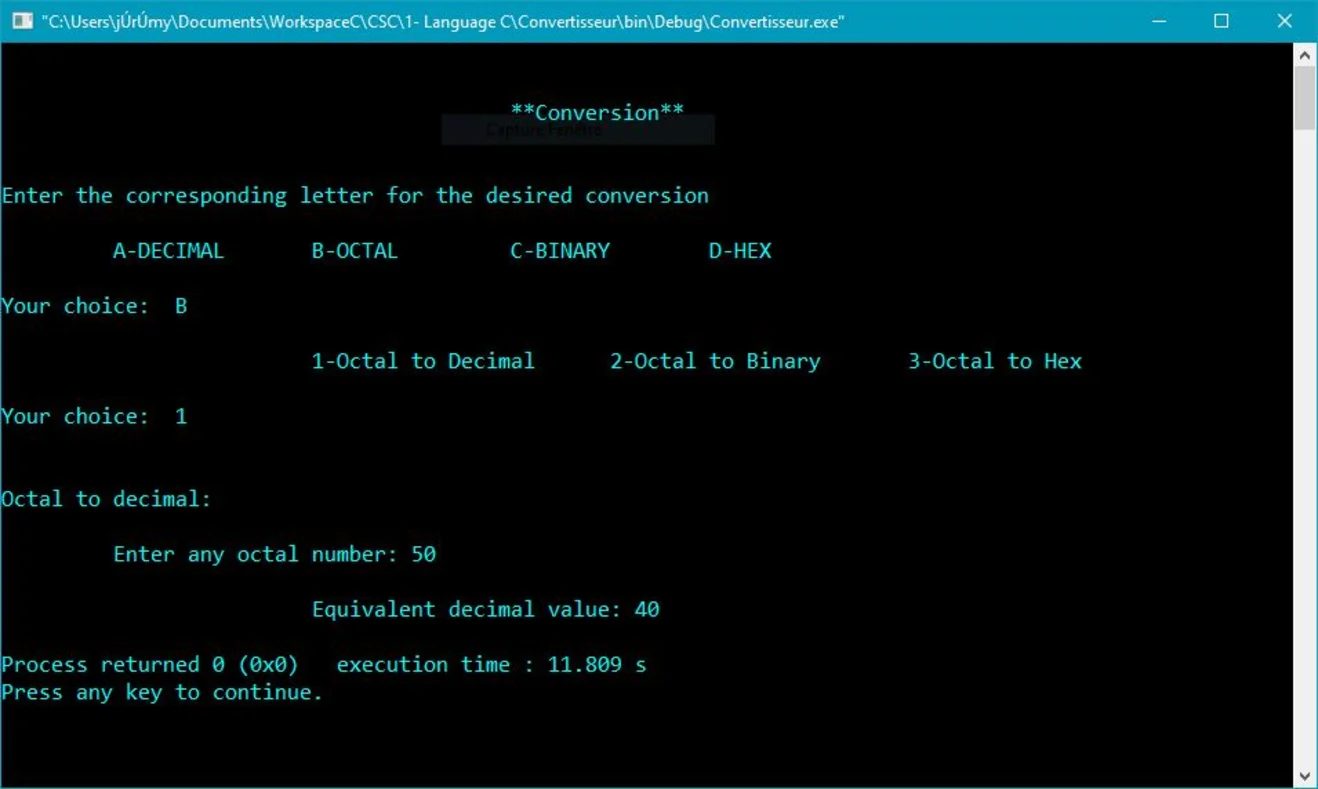 "C:\Users\jÚrÚmy\Documents\WorkspaceC\CSC\1- Language C\Convertisseur\bin\Debug\Convertisseur.exe"
**Conversion**
Capture Fenêtre
Enter the corresponding letter for the desired conversion
A-DECIMAL B-OCTAL C-BINARY D-HEX
Your choice: B
1-Octal to Decimal 2-Octal to Binary 3-Octal to Hex
Your choice: 1
Octal to decimal:
Enter any octal number: 50
Equivalent decimal value: 40
Process returned 0 (0x0) execution time : 11.809 s
Press any key to continue.